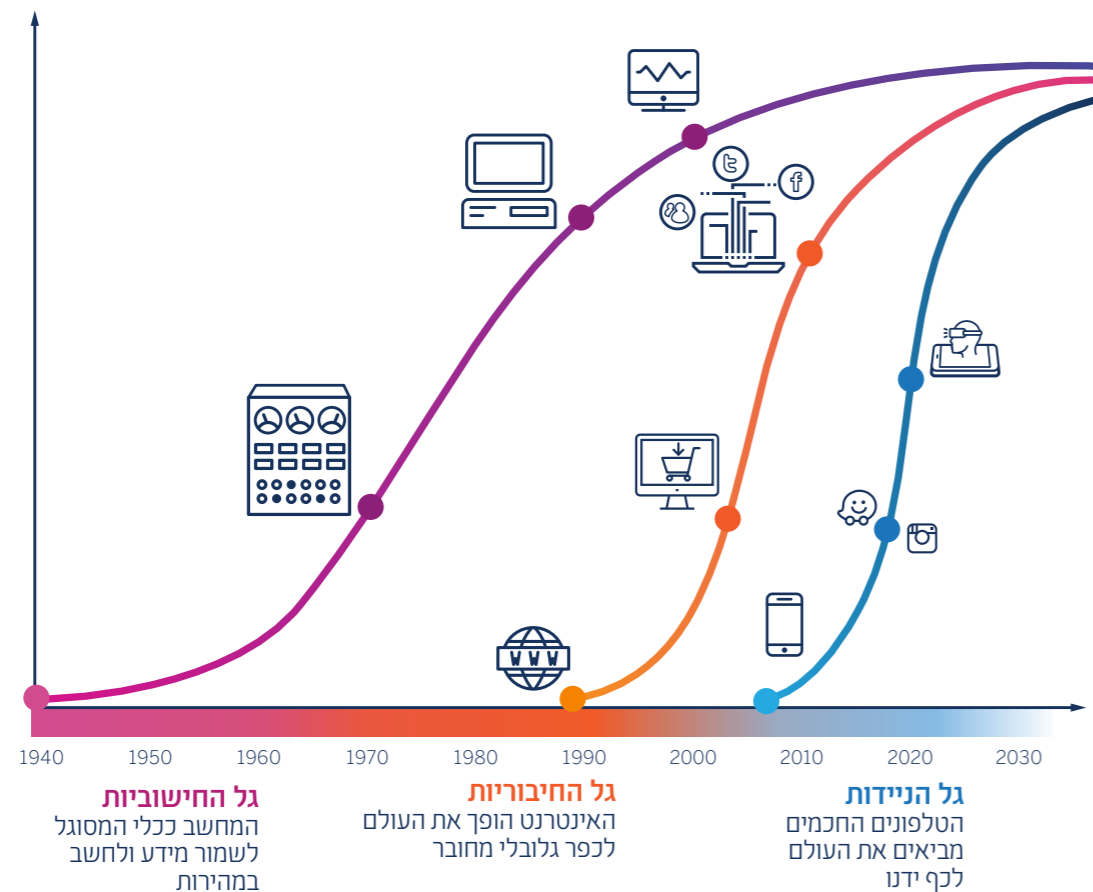 WWW
1940
1950
1960
1970
1980
1990
2000
2010
2020
2030
גל החישוביות
המחשב ככלי המסוגל
לשמור מידע ולחשב
במהירות
גל החיבוריות
האינטרנט הופך את העולם
לכפר גלובלי מחובר
גל הניידות
הטלפונים החכמים
מביאים את העולם
לכף ידנו